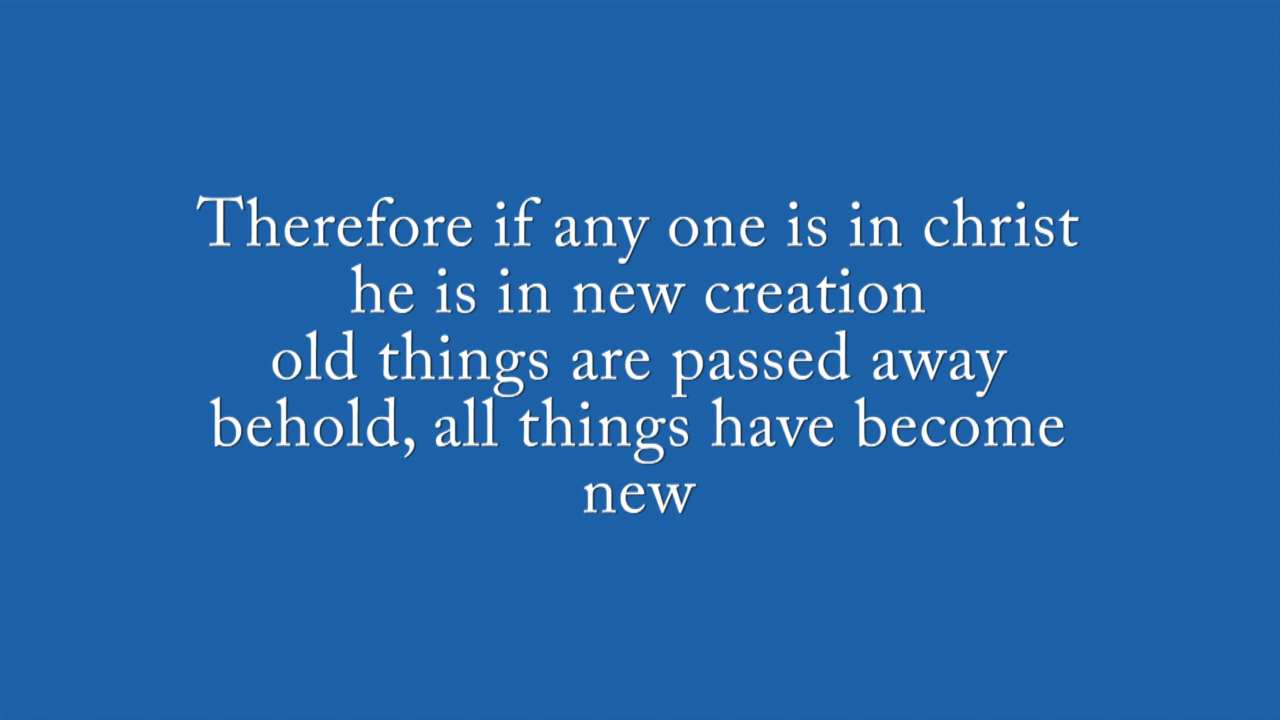 Therefore if any one is in christ
he is in new creation
old things are passed away
behold, all things have become
new